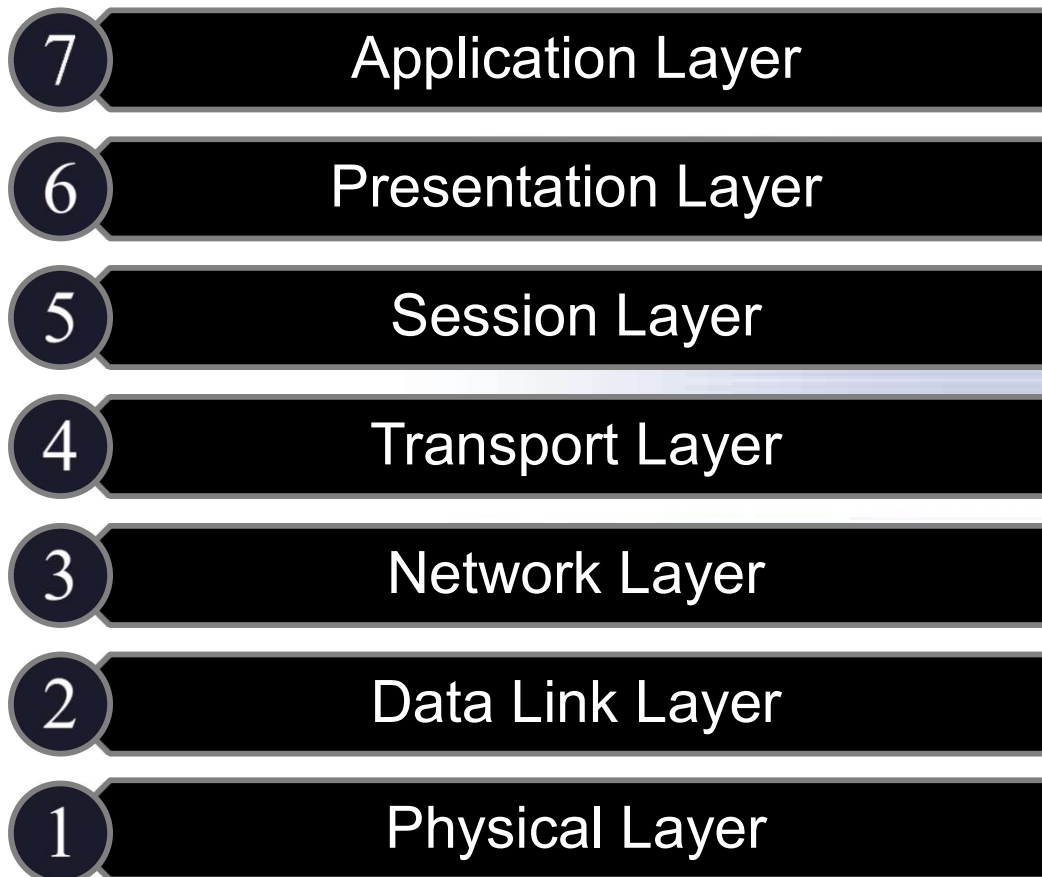 7 Application Layer
6 Presentation Layer
5 Session Layer
4 Transport Layer
3 Network Layer
2 Data Link Layer
1 Physical Layer